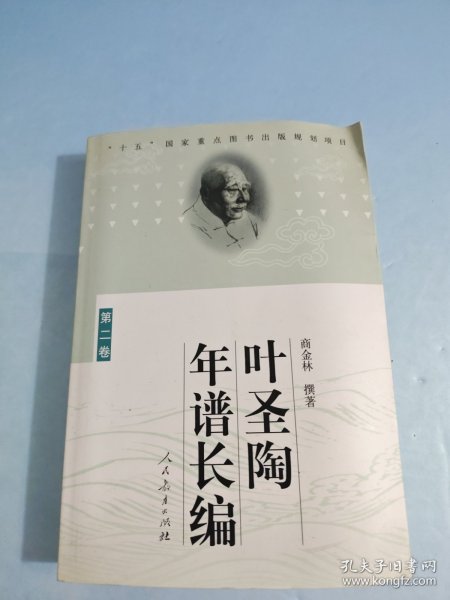 “十五”国家重点图书出版规划项目
第二卷
商金林 撰著
叶圣陶
年谱长编
人民教育出版社
孔夫子旧书网
www.kongfz.com